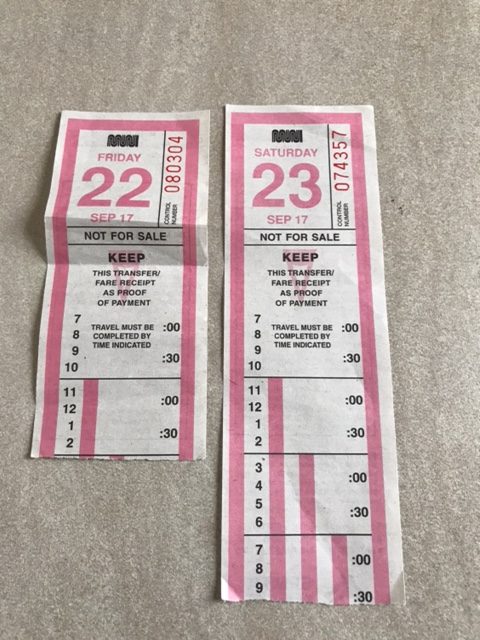 MUNI
FRIDAY
22
SEP 17
CONTROL NUMBER
080304
NOT FOR SALE
KEEP
THIS TRANSFER/
FARE RECEIPT
AS PROOF
OF PAYMENT
TRAVEL MUST BE
COMPLETED BY
TIME INDICATED
7
8
9
10
:00
:30
11
12
1
2
:00
:30
MUNI
SATURDAY
23
SEP 17
CONTROL NUMBER
074357
NOT FOR SALE
KEEP
THIS TRANSFER/
FARE RECEIPT
AS PROOF
OF PAYMENT
TRAVEL MUST BE
COMPLETED BY
TIME INDICATED
7
8
9
10
:00
:30
11
12
1
2
:00
:30
3
4
5
6
:00
:30
7
8
9
:00
:30